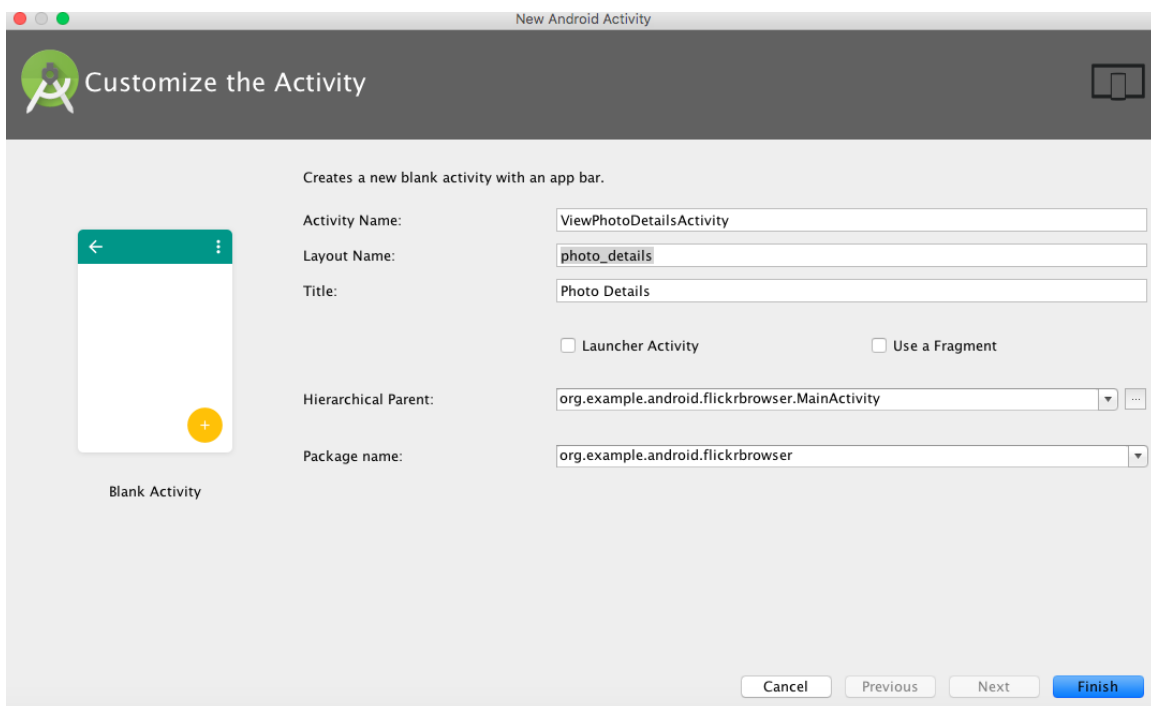 New Android Activity
Customize the Activity
Creates a new blank activity with an app bar.
Activity Name: ViewPhotoDetailsActivity
Layout Name: photo_details
Title: Photo Details
Launcher Activity Use a Fragment
Hierarchical Parent: org.example.android.flickrbrowser.MainActivity ...
Package name: org.example.android.flickrbrowser
Blank Activity
Cancel Previous Next Finish